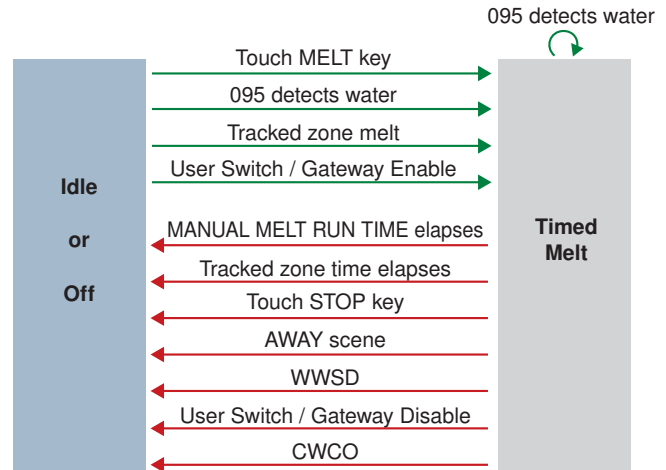 095 detects water
Touch MELT key
095 detects water
Tracked zone melt
User Switch / Gateway Enable
Idle
or
Off
Timed
Melt
MANUAL MELT RUN TIME elapses
Tracked zone time elapses
Touch STOP key
AWAY scene
WWSD
User Switch / Gateway Disable
CWCO